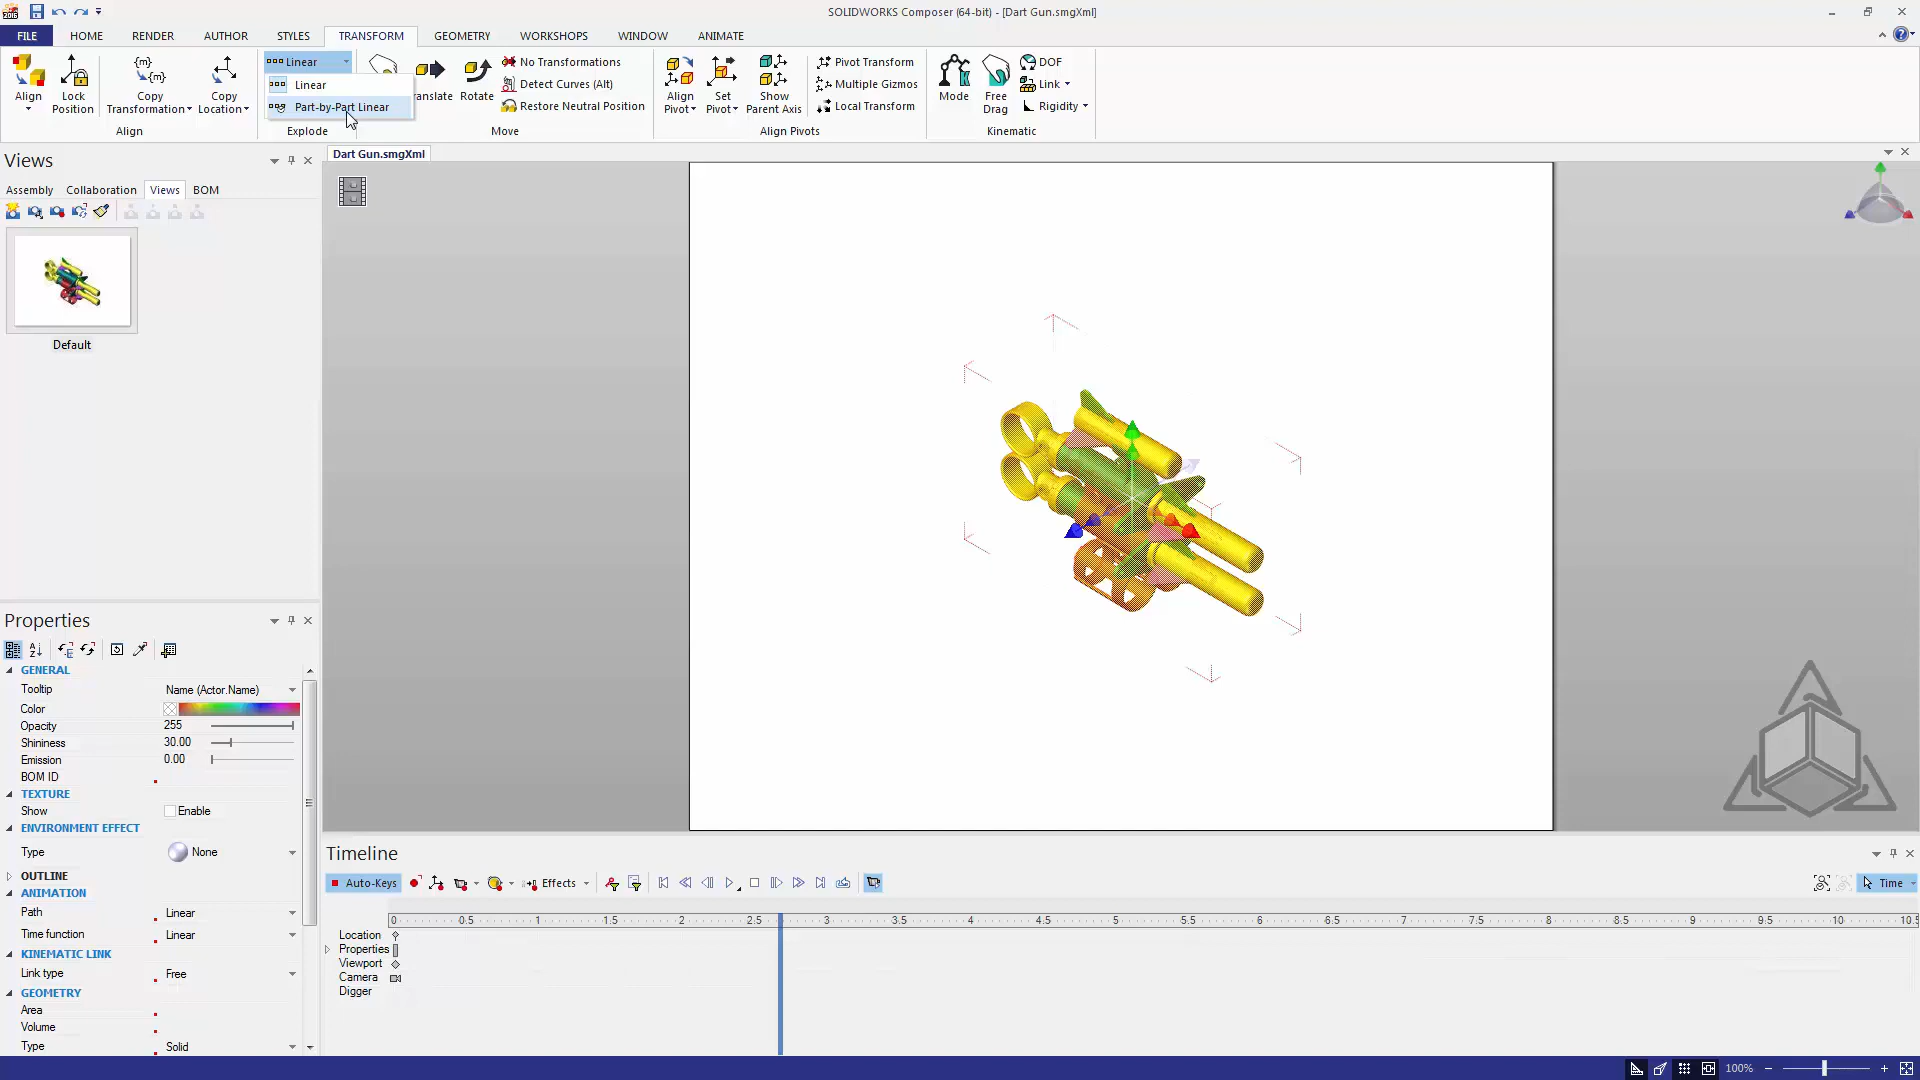 SOLIDWORKS Composer (64-bit) - [Dart Gun.smgXml]
FILE HOME RENDER AUTHOR STYLES TRANSFORM GEOMETRY WORKSHOPS WINDOW ANIMATE
Align
Lock Position
Copy Transformation
Copy Location
Align
Linear
Linear
Part-by-Part Linear
Explode
anslate
Rotate
No Transformations
Detect Curves (Alt)
Restore Neutral Position
Move
Align Pivot
Set Pivot
Show Parent Axis
Pivot Transform
Multiple Gizmos
Local Transform
Align Pivots
Mode
Free Drag
DOF
Link
Rigidity
Kinematic
Views
Assembly Collaboration Views BOM
Default
Dart Gun.smgXml
Properties
GENERAL
Tooltip Name (Actor.Name)
Color
Opacity 255
Shininess 30.00
Emission 0.00
BOM ID
TEXTURE
Show Enable
ENVIRONMENT EFFECT
Type None
OUTLINE
ANIMATION
Path Linear
Time function Linear
KINEMATIC LINK
Link type Free
GEOMETRY
Area
Volume
Type Solid
Timeline
Auto-Keys Effects Time
0 0.5 1 1.5 2 2.5 3 3.5 4 4.5 5 5.5 6 6.5 7 7.5 8 8.5 9 9.5 10 10.5
Location
Properties
Viewport
Camera
Digger
100%